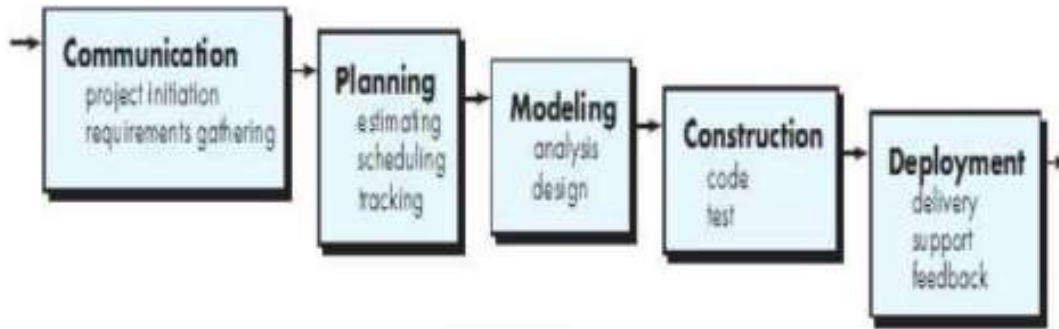 Communication
project initiation
requirements gathering
Planning
estimating
scheduling
tracking
Modeling
analysis
design
Construction
code
test
Deployment
delivery
support
feedback